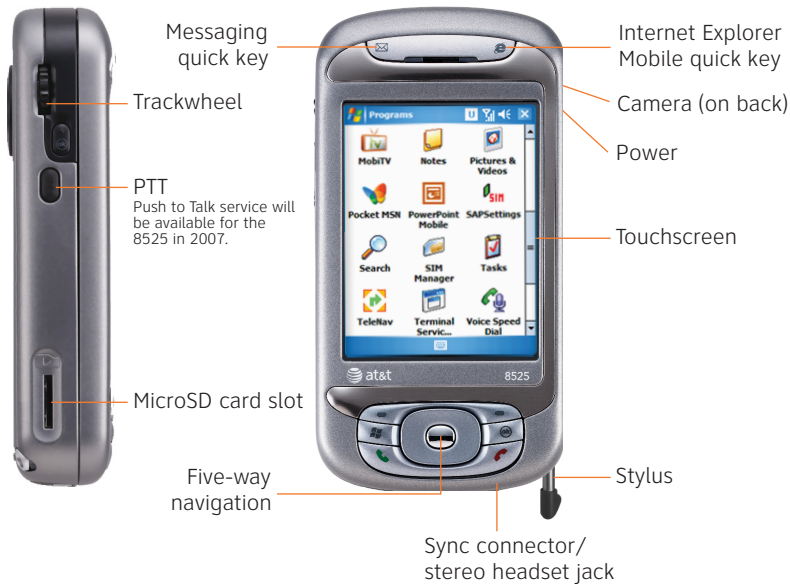 Messaging
quick key
Internet Explorer
Mobile quick key
Trackwheel
Camera (on back)
Power
PTT
Push to Talk service will
be available for the
8525 in 2007.
Programs
U
MobiTV
Notes
Pictures &
Videos
Pocket MSN
PowerPoint
Mobile
SIM
SAPSettings
Search
SIM
Manager
Tasks
TeleNav
Terminal
Servic...
Voice Speed
Dial
Touchscreen
at&t
8525
OK
MicroSD card slot
Five-way
navigation
Stylus
Sync connector/
stereo headset jack